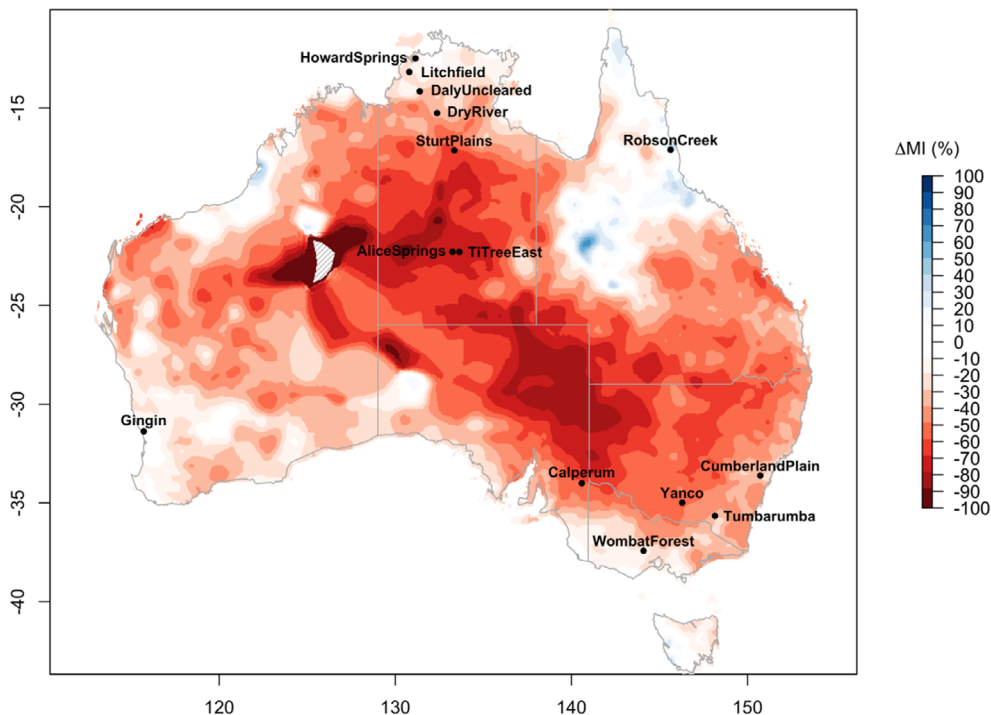 HowardSprings
Litchfield
DalyUncleared
DryRiver
-15
SturtPlains
RobsonCreek
ΔMI (%)
100
90
80
70
60
50
40
30
20
10
0
-10
-20
-30
-40
-50
-60
-70
-80
-90
-100
-20
AliceSprings
TiTreeEast
-25
-30
Gingin
CumberlandPlain
Calperum
-35
Yanco
Tumbarumba
WombatForest
-40
120
130
140
150